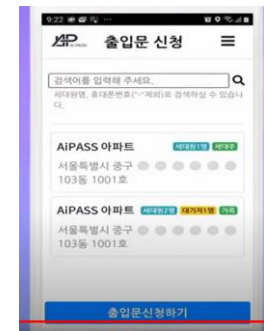 9:22
AiP AiPASS 출입문 신청
검색어를 입력해 주세요.
세대원명, 휴대폰번호("-"제외)로 검색하실 수 있습니
다.
AiPASS 아파트 세대원1명 세대주
서울특별시 중구
103동 1001호
AiPASS 아파트 세대원2명 대기자1명 가족
서울특별시 중구
103동 1001호
출입문신청하기